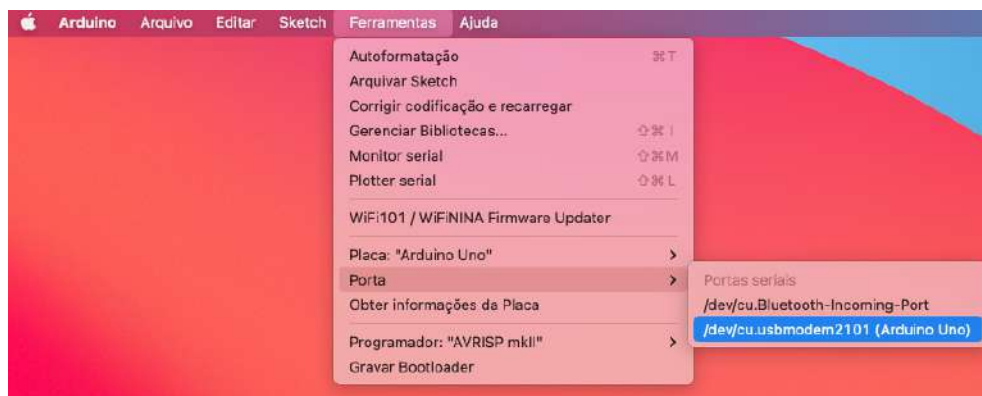 Arduino Arquivo Editar Sketch Ferramentas Ajuda
Autoformatação ⌘T
Arquivar Sketch
Corrigir codificação e recarregar
Gerenciar Bibliotecas... ⇧⌘I
Monitor serial ⇧⌘M
Plotter serial ⇧⌘L
WiFi101 / WiFiNINA Firmware Updater
Placa: "Arduino Uno"
Porta
Obter informações da Placa
Programador: "AVRISP mkII"
Gravar Bootloader
Portas seriais
/dev/cu.Bluetooth-Incoming-Port
/dev/cu.usbmodem2101 (Arduino Uno)